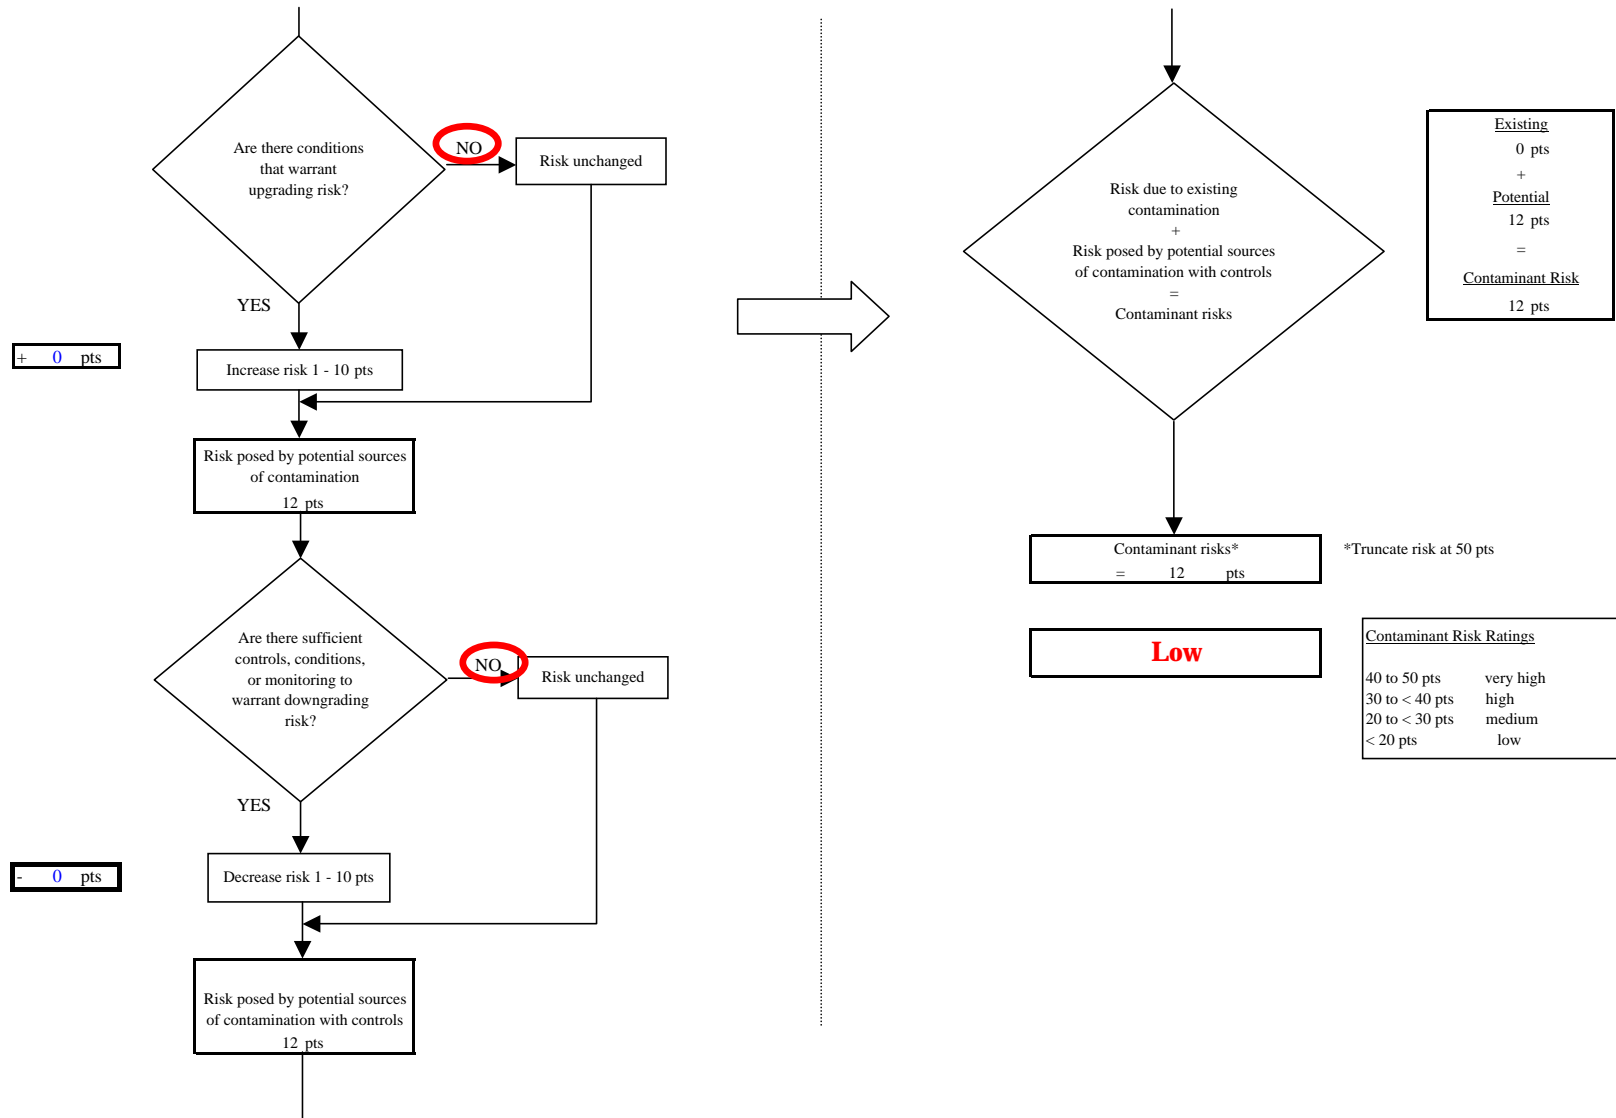 Are there conditions
that warrant
upgrading risk?
NO
Risk unchanged
YES
+ 0 pts
Increase risk 1 - 10 pts
Risk posed by potential sources
of contamination
12 pts
Are there sufficient
controls, conditions,
or monitoring to
warrant downgrading
risk?
NO
Risk unchanged
YES
- 0 pts
Decrease risk 1 - 10 pts
Risk posed by potential sources
of contamination with controls
12 pts
Risk due to existing
contamination
+
Risk posed by potential sources
of contamination with controls
=
Contaminant risks
Existing
0 pts
+
Potential
12 pts
=
Contaminant Risk
12 pts
Contaminant risks*
= 12 pts
*Truncate risk at 50 pts
Low
Contaminant Risk Ratings
40 to 50 pts very high
30 to < 40 pts high
20 to < 30 pts medium
< 20 pts low